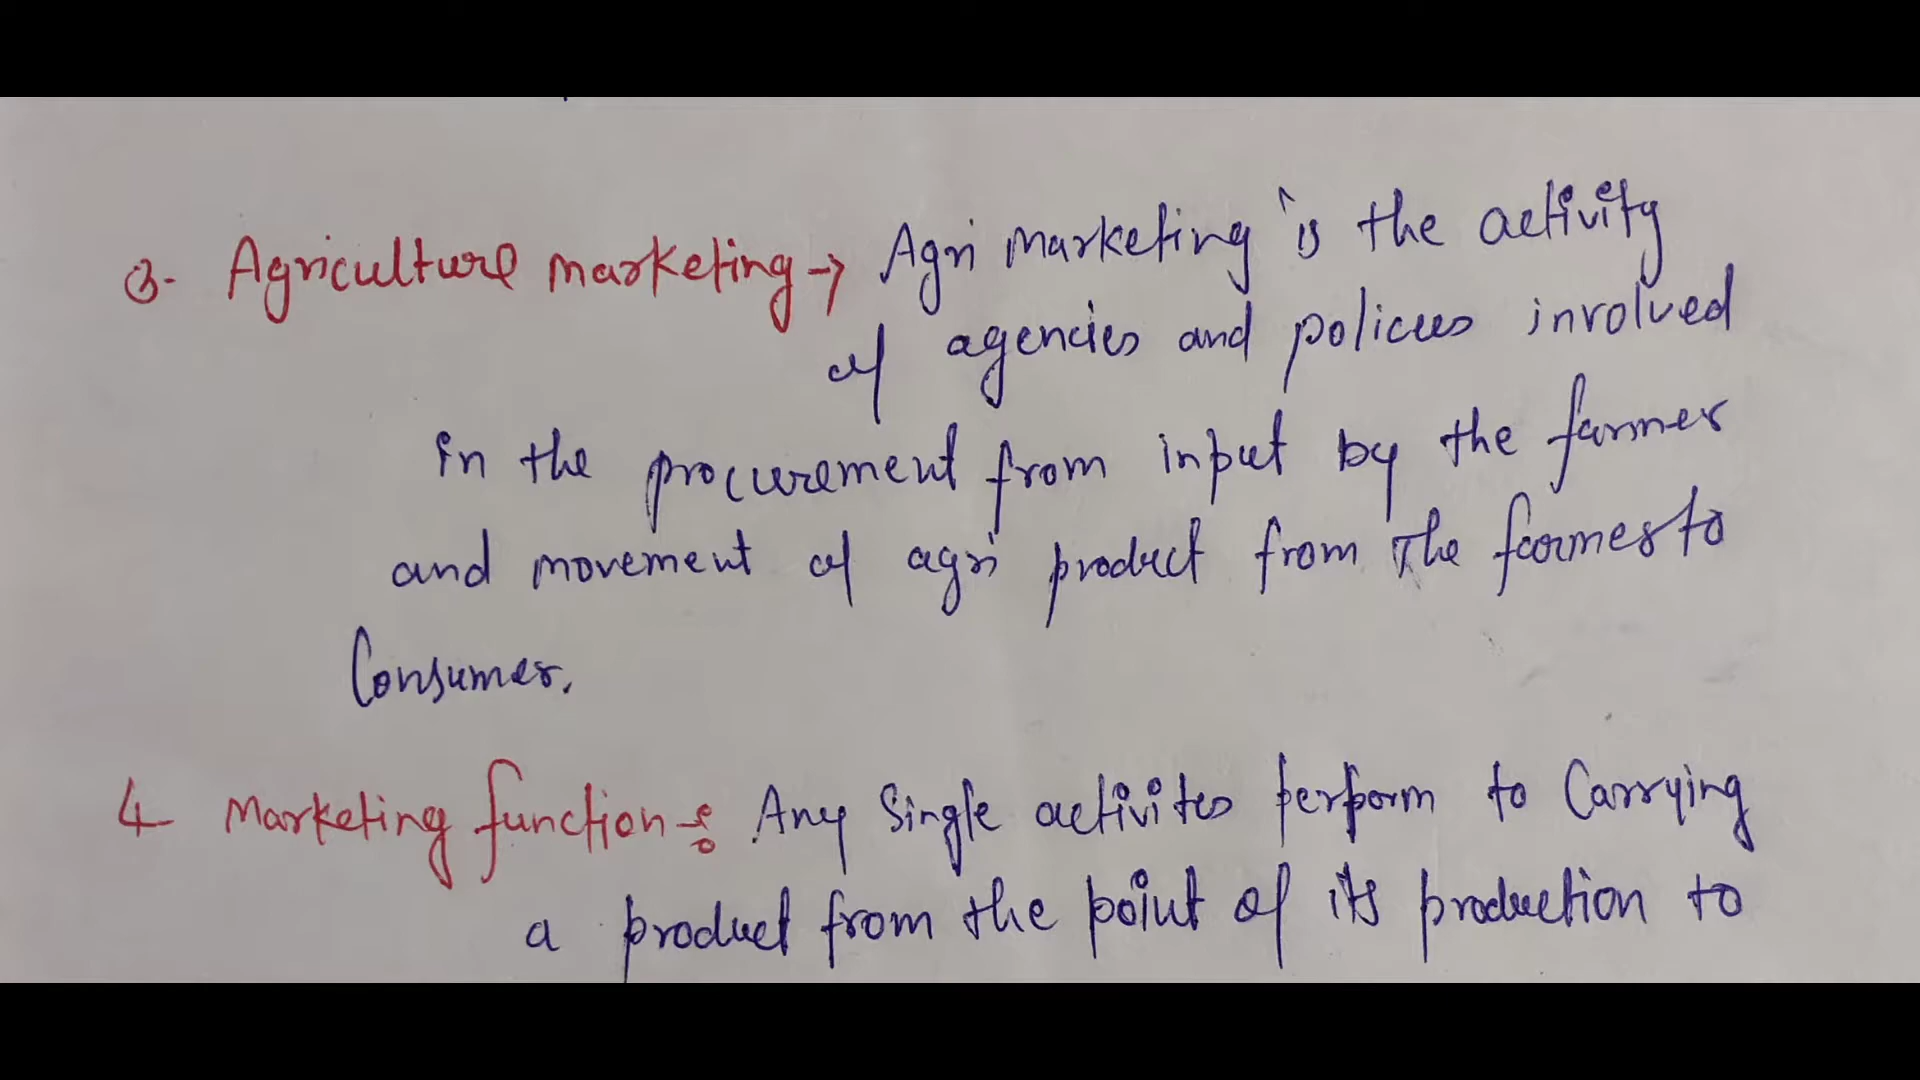 3. Agriculture marketing → Agri marketing is the activity
of agencies and policies involved
in the procurement from input by the farmer
and movement of agri product from the farmer to
Consumer.
4 Marketing function -: Any Single activites perform to Carrying
a product from the point of its production to